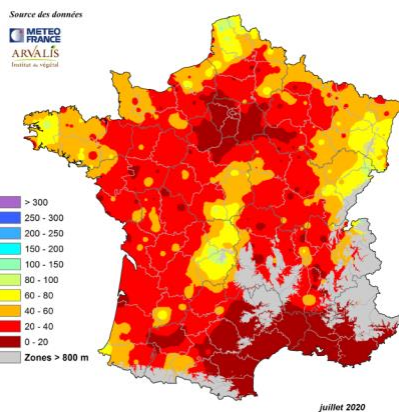 Source des données
METEO
FRANCE
ARVALIS
Institut du végétal
> 300
250 - 300
200 - 250
150 - 200
100 - 150
80 - 100
60 - 80
40 - 60
20 - 40
0 - 20
Zones > 800 m
juillet 2020